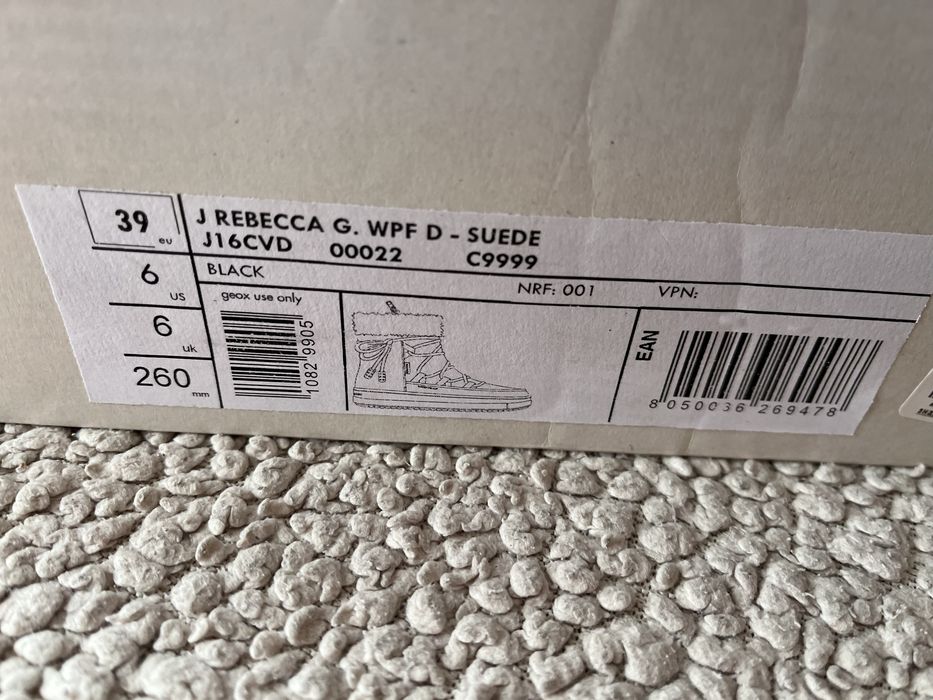 39 eu
J REBECCA G. WPF D - SUEDE
J16CVD 00022 C9999
6 US
BLACK
NRF: 001 VPN:
geox use only
6 uk
260 mm
1082 9905
EAN
8 050036 269478